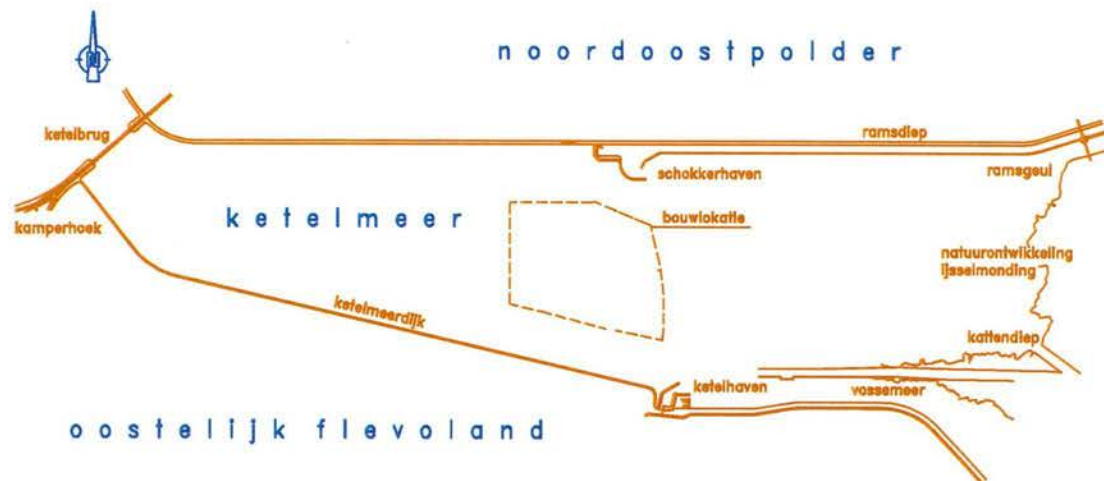 N
noordoostpolder
ketelbrug
ramsdiep
schokkerhaven
ramsgeul
kamperhoek
ketelmeer
bouwlokatie
natuurontwikkeling
ijsselmonding
ketelmeerdijk
kattendiep
ketelhaven
vossemeer
oostelijk flevoland